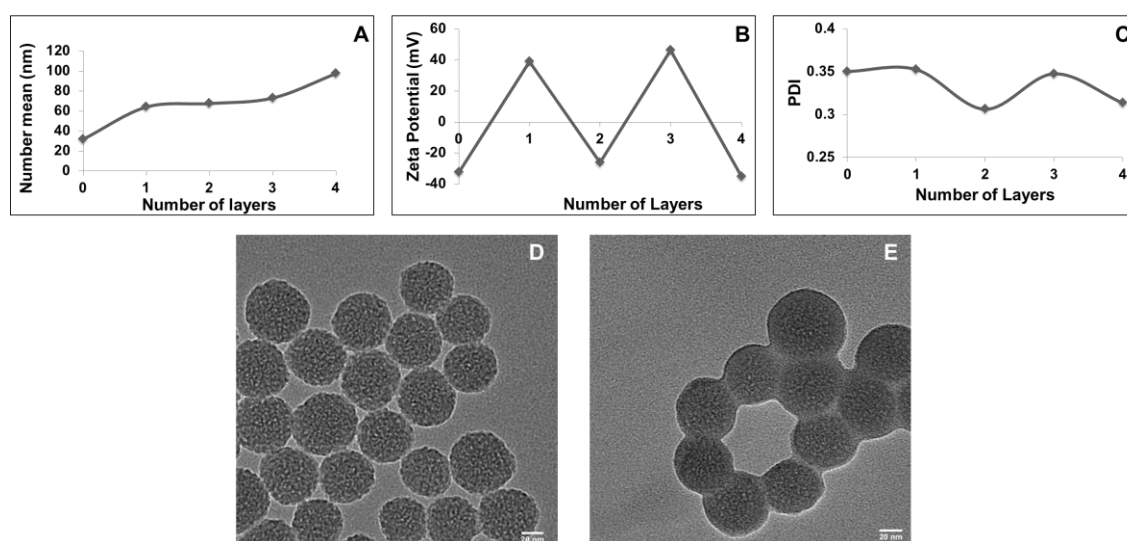 A
Number mean (nm)
120
100
80
60
40
20
0
0 1 2 3 4
Number of layers
B
Zeta Potential (mV)
60
40
20
0
-20
-40
0 1 2 3 4
Number of Layers
C
PDI
0.4
0.35
0.3
0.25
0 1 2 3 4
Number of Layers
D
20 nm
E
20 nm